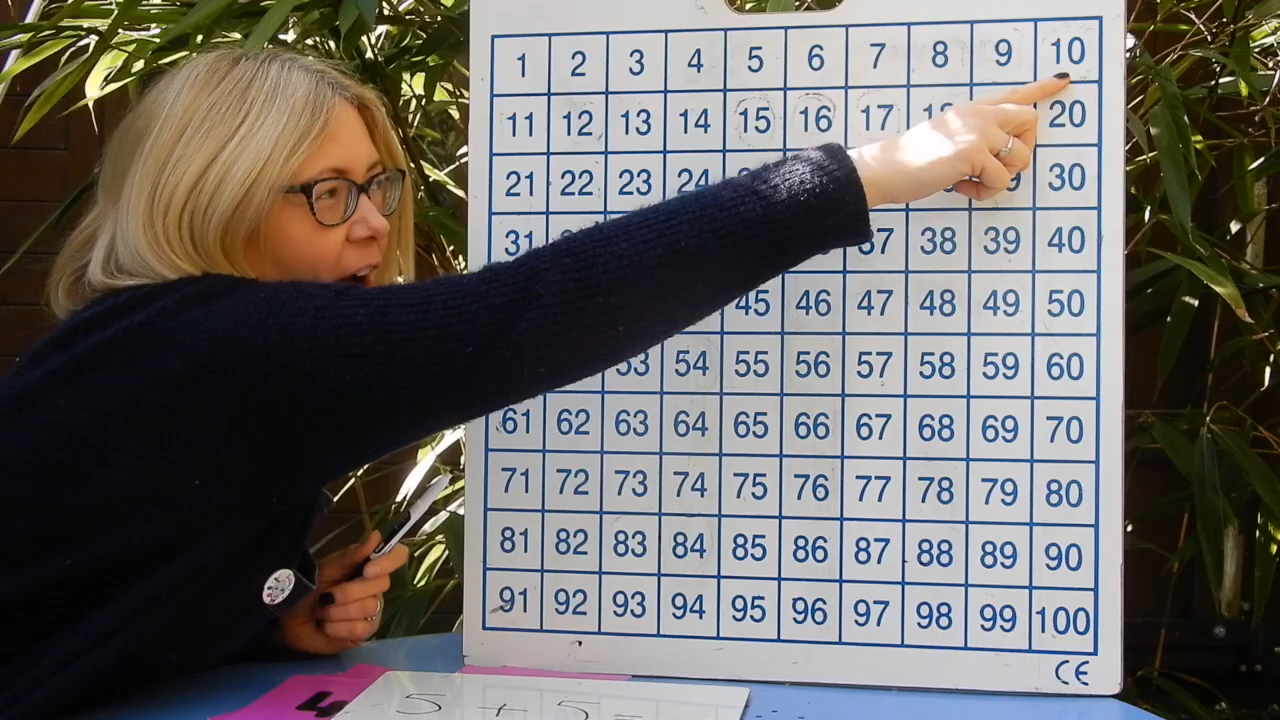 1 2 3 4 5 6 7 8 9 10
11 12 13 14 15 16 17 20
21 22 23 24 30
31 37 38 39 40
45 46 47 48 49 50
53 54 55 56 57 58 59 60
61 62 63 64 65 66 67 68 69 70
71 72 73 74 75 76 77 78 79 80
81 82 83 84 85 86 87 88 89 90
91 92 93 94 95 96 97 98 99 100
CE
5 + 5 =